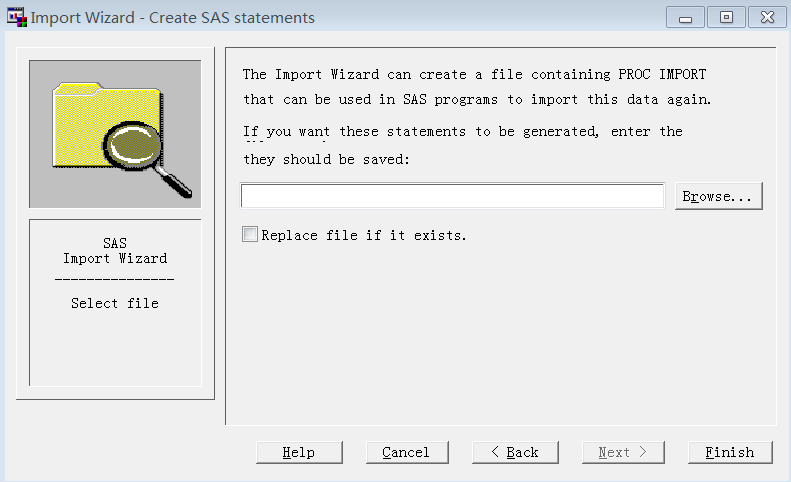 Import Wizard - Create SAS statements
The Import Wizard can create a file containing PROC IMPORT
that can be used in SAS programs to import this data again.
If you want these statements to be generated, enter the
they should be saved:
Browse...
Replace file if it exists.
SAS
Import Wizard
---------------
Select file
Help
Cancel
< Back
Next >
Finish